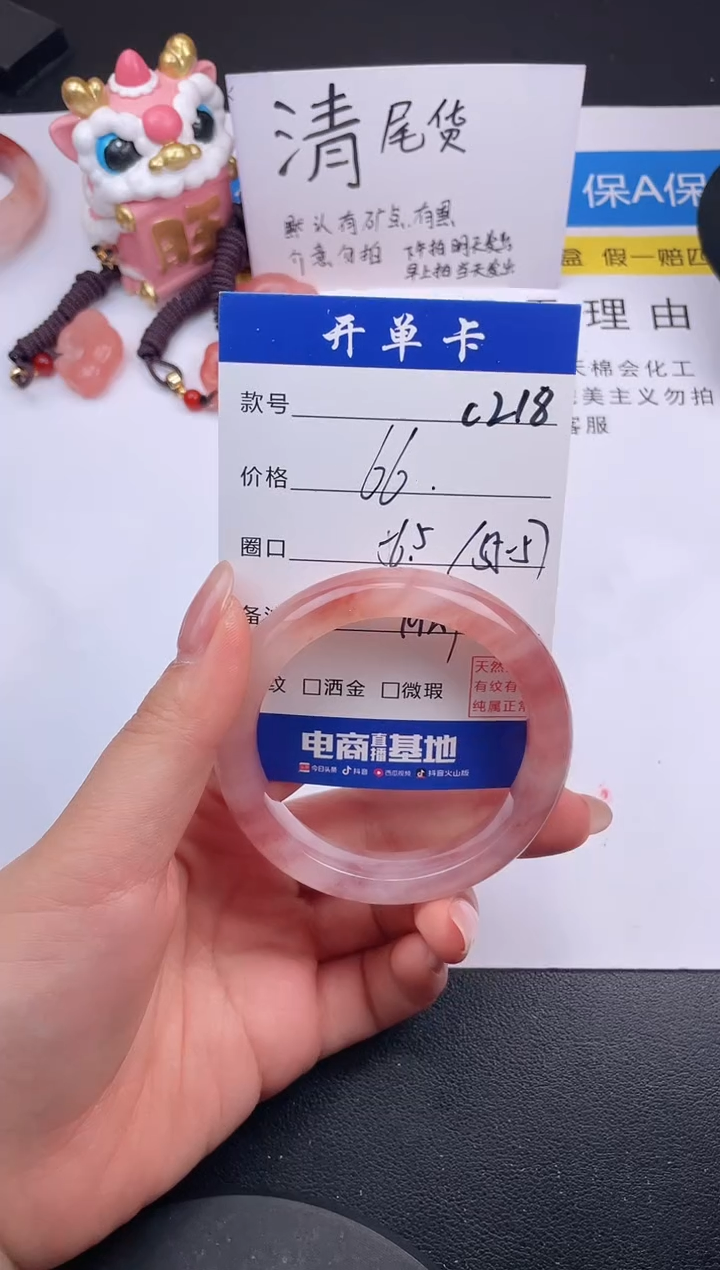 清 尾货
默认有矿点、有黑
介意勿拍 下午拍明天发出
早上拍当天发出
保A保
盒 假一赔四
理由
天棉会化工
美主义勿拍
客服
旺
开单卡
款号 C218
价格 66.
圈口
备
纹 □洒金 □微瑕
天然
有纹有
纯属正常
电商直播基地
今日头条 抖音 西瓜视频 抖音火山版